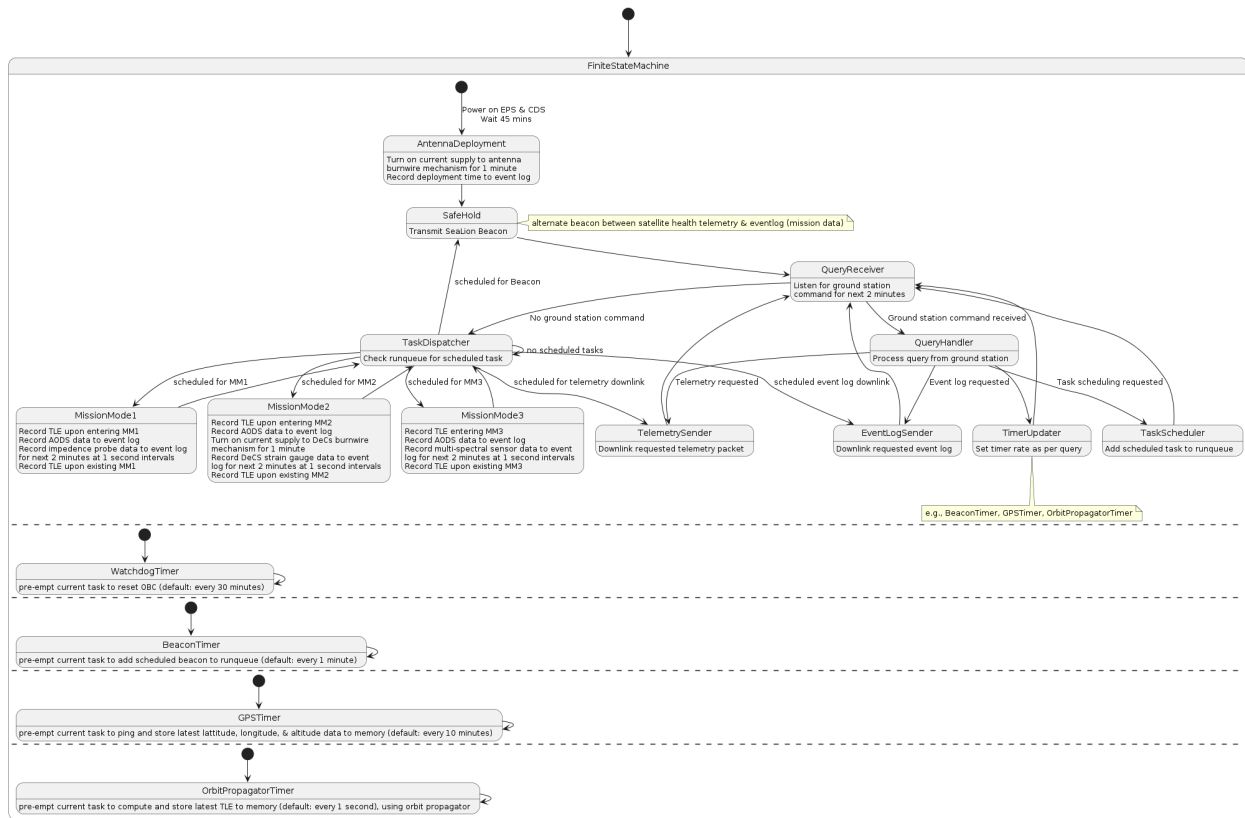 FiniteStateMachine
Power on EPS & CDS
Wait 45 mins
AntennaDeployment
Turn on current supply to antenna
burnwire mechanism for 1 minute
Record deployment time to event log
SafeHold
Transmit SeaLion Beacon
alternate beacon between satellite health telemetry & eventlog (mission data)
scheduled for Beacon
QueryReceiver
Listen for ground station
command for next 2 minutes
No ground station command
Ground station command received
TaskDispatcher
Check runqueue for scheduled task
no scheduled tasks
QueryHandler
Process query from ground station
scheduled for MM1
scheduled for MM2
scheduled for MM3
scheduled for telemetry downlink
Telemetry requested
scheduled event log downlink
Event log requested
Task scheduling requested
MissionMode1
Record TLE upon entering MM1
Record AODS data to event log
Record impedance probe data to event log
for next 2 minutes at 1 second intervals
Record TLE upon existing MM1
MissionMode2
Record TLE upon entering MM2
Record AODS data to event log
Turn on current supply to DeCs burnwire
mechanism for 1 minute
Record DeCS strain gauge data to event
log for next 2 minutes at 1 second intervals
Record TLE upon existing MM2
MissionMode3
Record TLE entering MM3
Record AODS data to event log
Record multi-spectral sensor data to event
log for next 2 minutes at 1 second intervals
Record TLE upon existing MM3
TelemetrySender
Downlink requested telemetry packet
EventLogSender
Downlink requested event log
TimerUpdater
Set timer rate as per query
TaskScheduler
Add scheduled task to runqueue
e.g., BeaconTimer, GPSTimer, OrbitPropagatorTimer
WatchdogTimer
pre-empt current task to reset OBC (default: every 30 minutes)
BeaconTimer
pre-empt current task to add scheduled beacon to runqueue (default: every 1 minute)
GPSTimer
pre-empt current task to ping and store latest lattitude, longitude, & altitude data to memory (default: every 10 minutes)
OrbitPropagatorTimer
pre-empt current task to compute and store latest TLE to memory (default: every 1 second), using orbit propagator